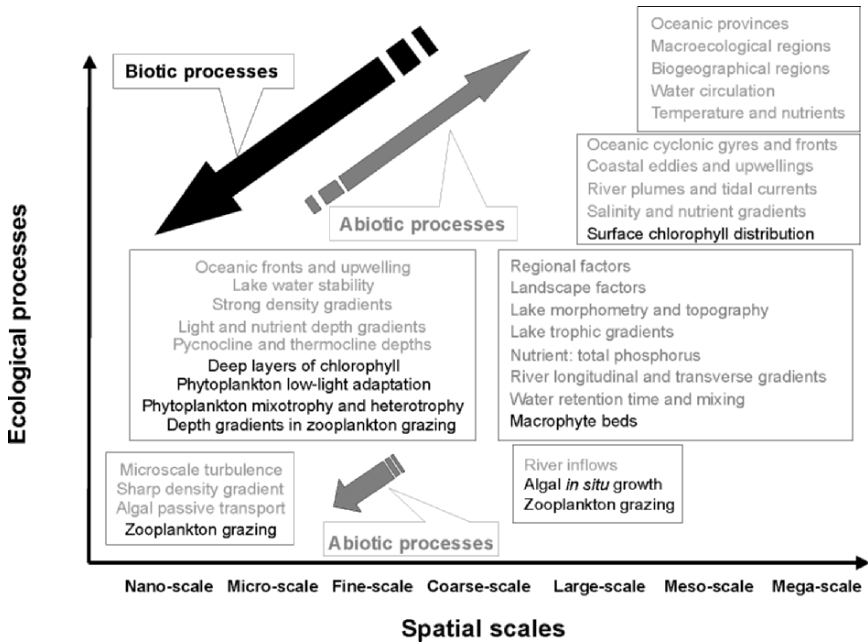 Oceanic provinces
Macroecological regions
Biogeographical regions
Water circulation
Temperature and nutrients
Biotic processes
Oceanic cyclonic gyres and fronts
Coastal eddies and upwellings
River plumes and tidal currents
Salinity and nutrient gradients
Surface chlorophyll distribution
Abiotic processes
Ecological processes
Oceanic fronts and upwelling
Lake water stability
Strong density gradients
Light and nutrient depth gradients
Pycnocline and thermocline depths
Deep layers of chlorophyll
Phytoplankton low-light adaptation
Phytoplankton mixotrophy and heterotrophy
Depth gradients in zooplankton grazing
Regional factors
Landscape factors
Lake morphometry and topography
Lake trophic gradients
Nutrient: total phosphorus
River longitudinal and transverse gradients
Water retention time and mixing
Macrophyte beds
Microscale turbulence
Sharp density gradient
Algal passive transport
Zooplankton grazing
Abiotic processes
River inflows
Algal in situ growth
Zooplankton grazing
Nano-scale Micro-scale Fine-scale Coarse-scale Large-scale Meso-scale Mega-scale
Spatial scales